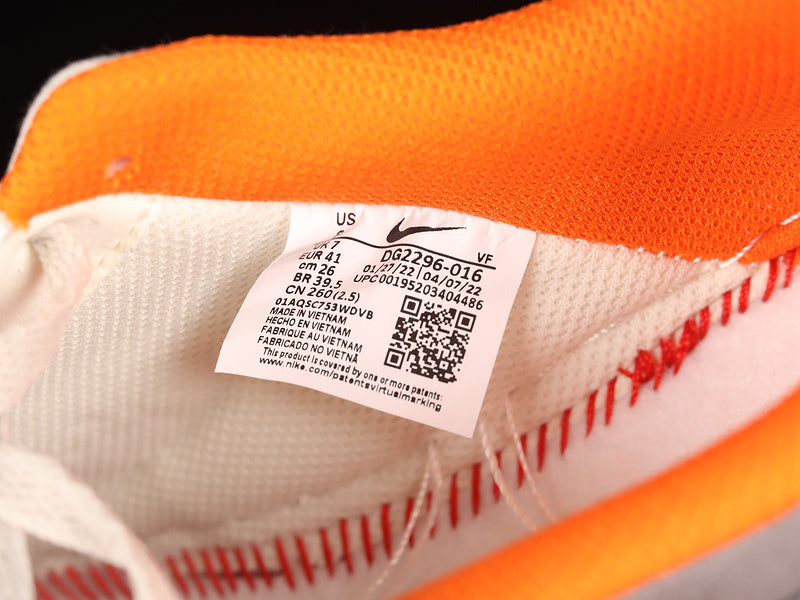 US
UK 7
EUR 41
cm 26
BR 39.5
CN 260(2.5)
01AQSC753WDVB
MADE IN VIETNAM
HECHO EN VIETNAM
FABRIQUE AU VIETNAM
FABRICADO NO VIETNÃ
This product is covered by one or more patents:
www.nike.com/patentsvirtualmarking
VF
DG2296-016
01/27/22 04/07/22
UPC00195203404486